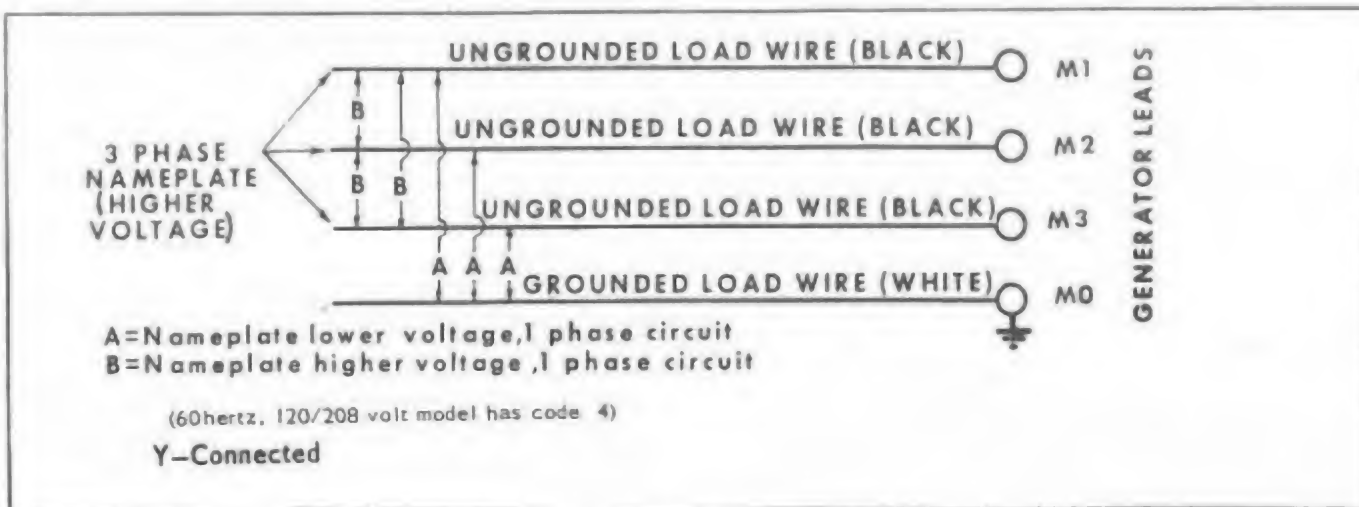 UNGROUNDED LOAD WIRE (BLACK)
M1
B
UNGROUNDED LOAD WIRE (BLACK)
M2
3 PHASE
NAMEPLATE
(HIGHER
VOLTAGE)
B
B
UNGROUNDED LOAD WIRE (BLACK)
M3
A
A
A
GROUNDED LOAD WIRE (WHITE)
M0
GENERATOR LEADS
A=Nameplate lower voltage,1 phase circuit
B=Nameplate higher voltage ,1 phase circuit
(60hertz, 120/208 volt model has code 4)
Y-Connected